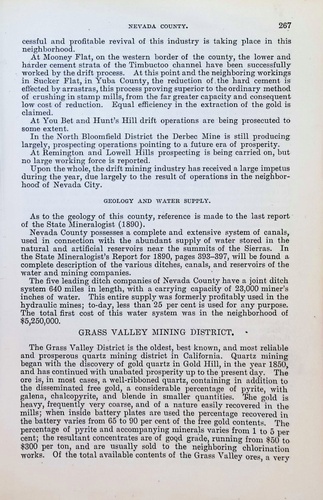 NEVADA COUNTY. 267
cessful and profitable revival of this industry is taking place in this
neighborhood.
At Mooney Flat, on the western border of the county, the lower and
harder cement strata of the Timbuctoo channel have been successfully
worked by the drift process. At this point and the neighboring workings
in Sucker Flat, in Yuba County, the reduction of the hard cement is
effected by arrastras, this process proving superior to the ordinary method
of crushing in stamp mills, from the far greater capacity and consequent
low cost of reduction. Equal efficiency in the extraction of the gold is
claimed.
At You Bet and Hunt's Hill drift operations are being prosecuted to
some extent.
In the North Bloomfield District the Derbec Mine is still producing
largely, prospecting operations pointing to a future era of prosperity.
At Remington and Lowell Hills prospecting is being carried on, but
no large working force is reported.
Upon the whole, the drift mining industry has received a large impetus
during the year, due largely to the result of operations in the neighbor-
hood of Nevada City.
GEOLOGY AND WATER SUPPLY.
As to the geology of this county, reference is made to the last report
of the State Mineralogist (1890).
Nevada County possesses a complete and extensive system of canals,
used in connection with the abundant supply of water stored in the
natural and artificial reservoirs near the summits of the Sierras. In
the State Mineralogist's Report for 1890, pages 393–397, will be found a
complete description of the various ditches, canals, and reservoirs of the
water and mining companies.
The five leading ditch companies of Nevada County have a joint ditch
system 640 miles in length, with a carrying capacity of 23,000 miner's
inches of water. This entire supply was formerly profitably used in the
hydraulic mines; to-day, less than 25 per cent is used for any purpose.
The total first cost of this water system was in the neighborhood of
$5,250,000.
GRASS VALLEY MINING DISTRICT.
The Grass Valley District is the oldest, best known, and most reliable
and prosperous quartz mining district in California. Quartz mining
began with the discovery of gold quartz in Gold Hill, in the year 1850,
and has continued with unabated prosperity up to the present day. The
ore is, in most cases, a well-ribboned quartz, containing in addition to
the disseminated free gold, a considerable percentage of pyrite, with
galena, chalcopyrite, and blende in smaller quantities. The gold is
heavy, frequently very coarse, and of a nature easily recovered in the
mills; when inside battery plates are used the percentage recovered in
the battery varies from 65 to 90 per cent of the free gold contents. The
percentage of pyrite and accompanying minerals varies from 1 to 5 per
cent; the resultant concentrates are of good grade, running from $50 to
$300 per ton, and are usually sold to the neighboring chlorination
works. Of the total available contents of the Grass Valley ores, a very